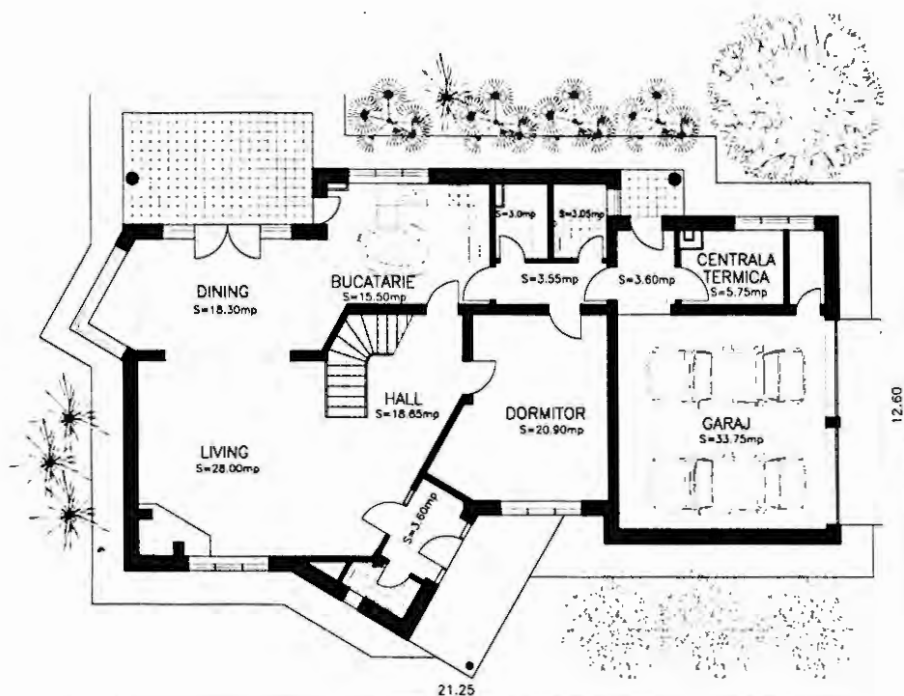 S=3.0mp
S=3.05mp
CENTRALA
TERMICA
S=5.75mp
BUCATARIE
S=15.50mp
S=3.55mp
S=3.60mp
DINING
S=18.30mp
HALL
S=18.65mp
DORMITOR
S=20.90mp
GARAJ
S=33.75mp
12.60
LIVING
S=28.00mp
S=3.60mp
21.25